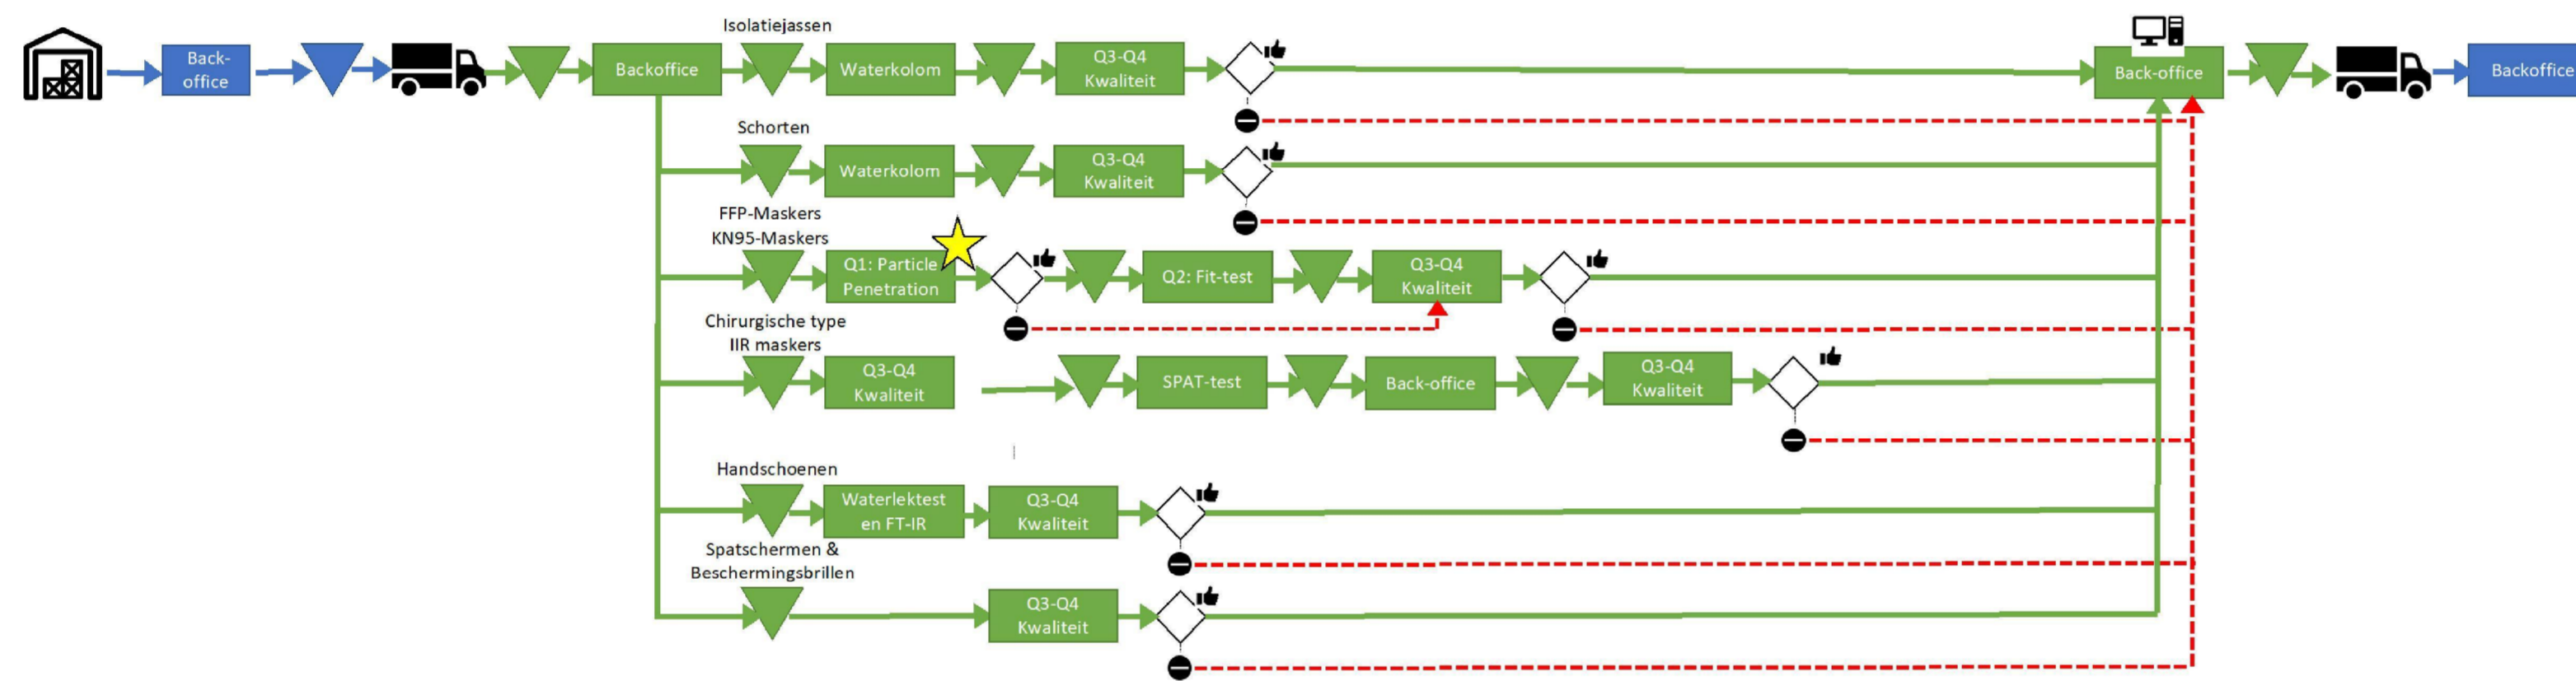 Isolatiejassen
Back-
office
Backoffice
Waterkolom
Q3-Q4
Kwaliteit
Back-office
Backoffice
Schorten
Waterkolom
Q3-Q4
Kwaliteit
FFP-Maskers
KN95-Maskers
Q1: Particle
Penetration
Q2: Fit-test
Q3-Q4
Kwaliteit
Chirurgische type
IIR maskers
Q3-Q4
Kwaliteit
SPAT-test
Back-office
Q3-Q4
Kwaliteit
Handschoenen
Waterlektest
en FT-IR
Q3-Q4
Kwaliteit
Spatschermen &
Beschermingsbrillen
Q3-Q4
Kwaliteit